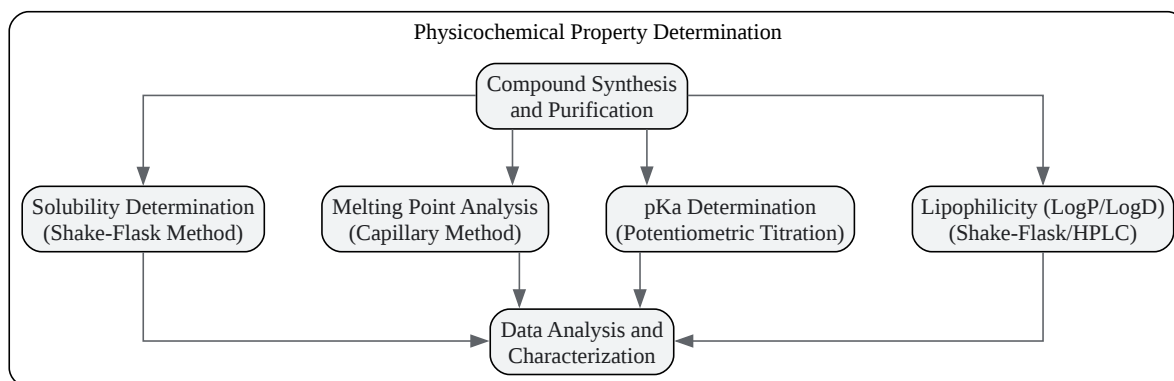 Physicochemical Property Determination
Compound Synthesis
and Purification
Solubility Determination
(Shake-Flask Method)
Melting Point Analysis
(Capillary Method)
pKa Determination
(Potentiometric Titration)
Lipophilicity (LogP/LogD)
(Shake-Flask/HPLC)
Data Analysis and
Characterization